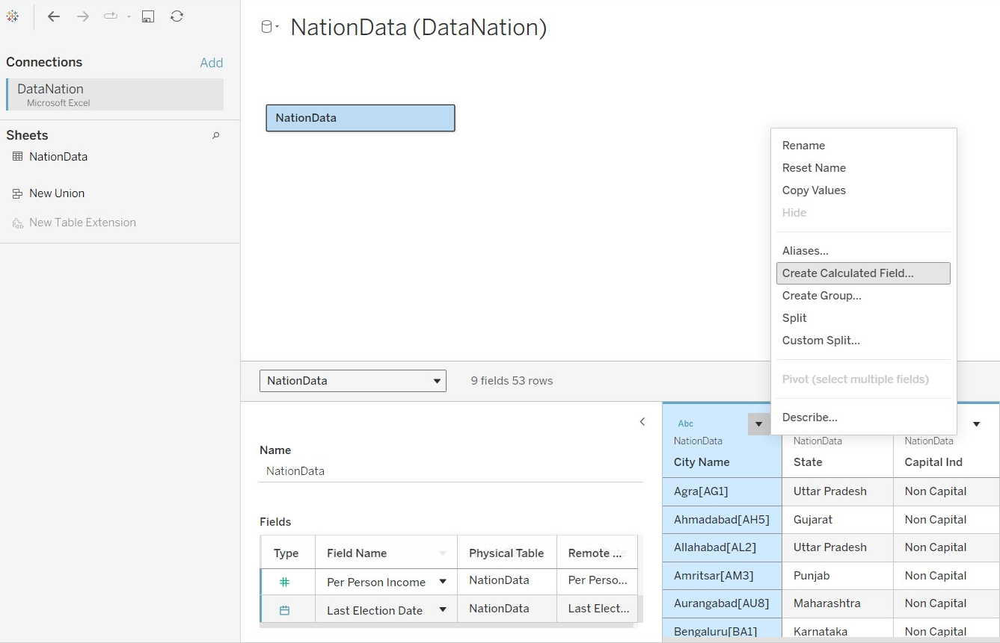 NationData (DataNation)
Connections
Add
DataNation
Microsoft Excel
Sheets
NationData
New Union
New Table Extension
NationData
Rename
Reset Name
Copy Values
Hide
Aliases...
Create Calculated Field...
Create Group...
Split
Custom Split...
Pivot (select multiple fields)
Describe...
NationData
9 fields 53 rows
Name
NationData
Fields
Type Field Name Physical Table Remote ...
Per Person Income NationData Per Perso...
Last Election Date NationData Last Elect...
Abc
NationData NationData NationData
City Name State Capital Ind
Agra[AG1] Uttar Pradesh Non Capital
Ahmadabad[AH5] Gujarat Non Capital
Allahabad[AL2] Uttar Pradesh Non Capital
Amritsar[AM3] Punjab Non Capital
Aurangabad[AU8] Maharashtra Non Capital
Bengaluru[BA1] Karnataka Non Capital